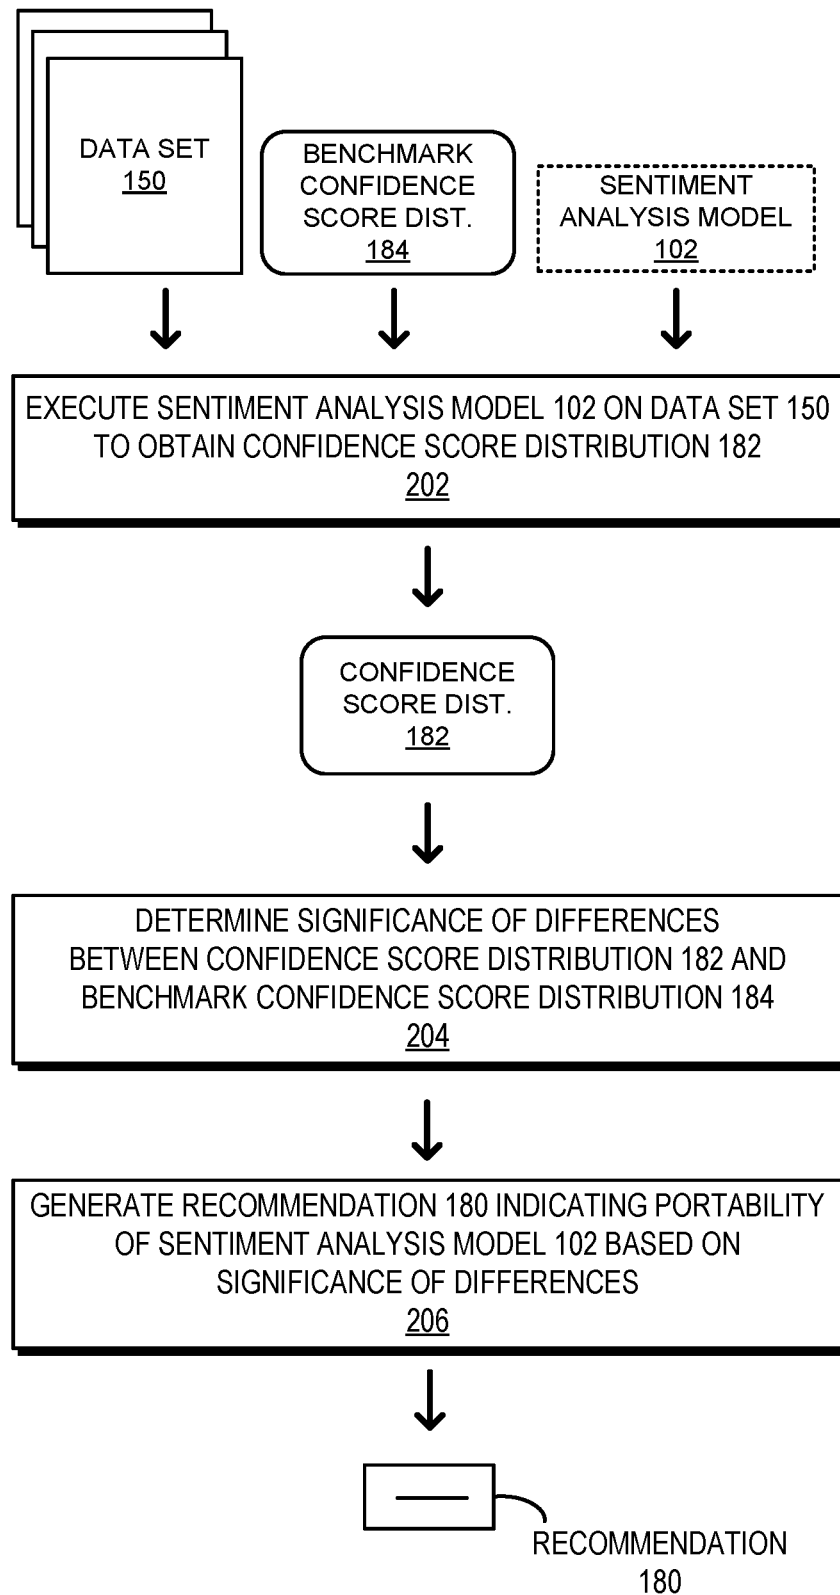 DATA SET
150
BENCHMARK
CONFIDENCE
SCORE DIST.
184
SENTIMENT
ANALYSIS MODEL
102
EXECUTE SENTIMENT ANALYSIS MODEL 102 ON DATA SET 150
TO OBTAIN CONFIDENCE SCORE DISTRIBUTION 182
202
CONFIDENCE
SCORE DIST.
182
DETERMINE SIGNIFICANCE OF DIFFERENCES
BETWEEN CONFIDENCE SCORE DISTRIBUTION 182 AND
BENCHMARK CONFIDENCE SCORE DISTRIBUTION 184
204
GENERATE RECOMMENDATION 180 INDICATING PORTABILITY
OF SENTIMENT ANALYSIS MODEL 102 BASED ON
SIGNIFICANCE OF DIFFERENCES
206
RECOMMENDATION
180